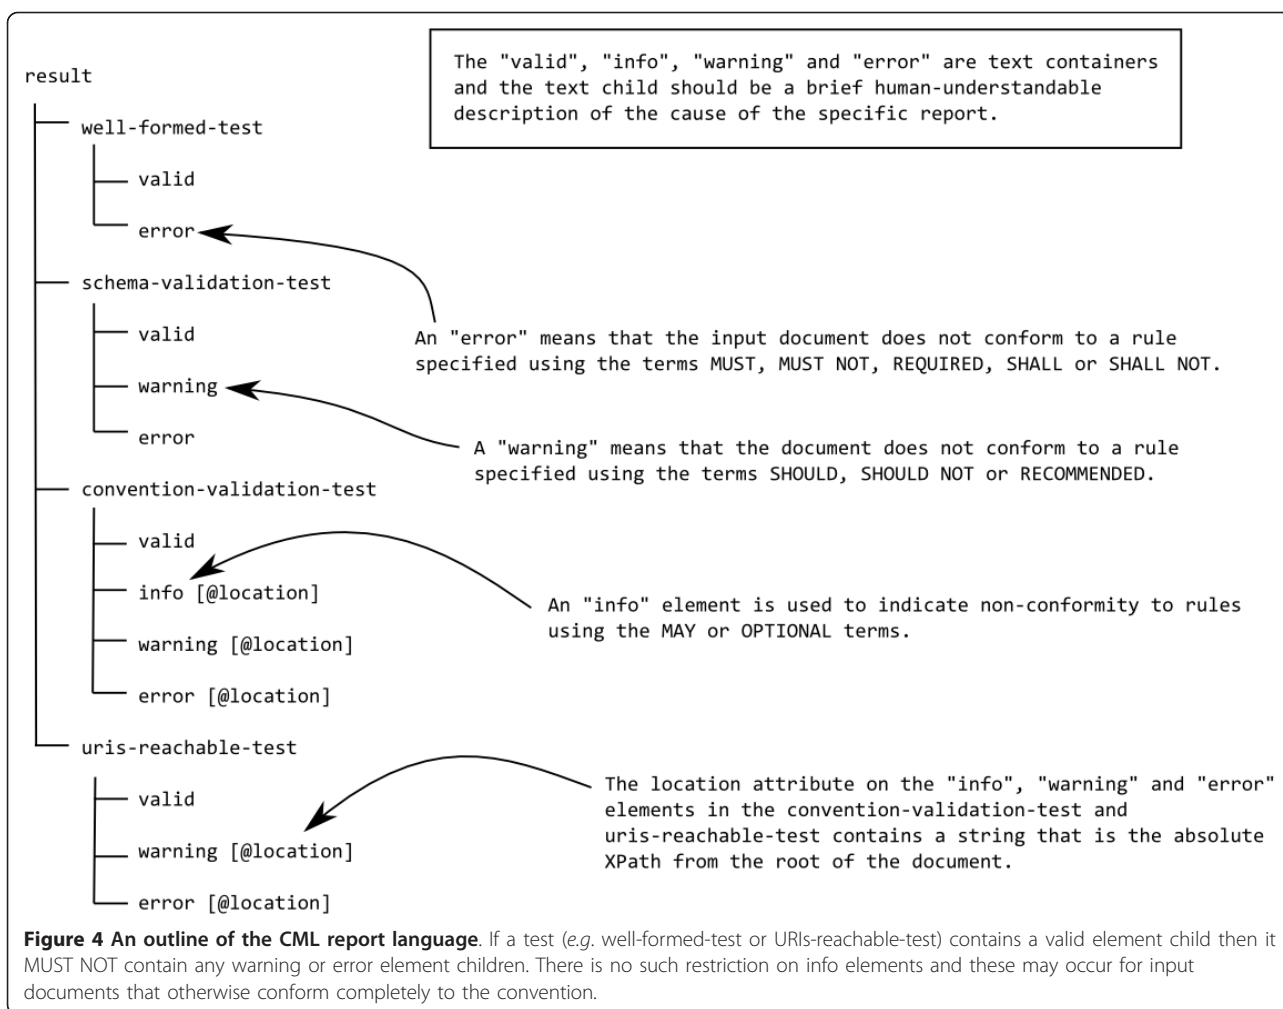 The "valid", "info", "warning" and "error" are text containers
and the text child should be a brief human-understandable
description of the cause of the specific report.
result
well-formed-test
valid
error
schema-validation-test
valid
An "error" means that the input document does not conform to a rule
specified using the terms MUST, MUST NOT, REQUIRED, SHALL or SHALL NOT.
warning
error
A "warning" means that the document does not conform to a rule
specified using the terms SHOULD, SHOULD NOT or RECOMMENDED.
convention-validation-test
valid
info [@location]
An "info" element is used to indicate non-conformity to rules
using the MAY or OPTIONAL terms.
warning [@location]
error [@location]
uris-reachable-test
The location attribute on the "info", "warning" and "error"
elements in the convention-validation-test and
uris-reachable-test contains a string that is the absolute
XPath from the root of the document.
valid
warning [@location]
error [@location]
Figure 4 An outline of the CML report language. If a test (e.g. well-formed-test or URIs-reachable-test) contains a valid element child then it
MUST NOT contain any warning or error element children. There is no such restriction on info elements and these may occur for input
documents that otherwise conform completely to the convention.